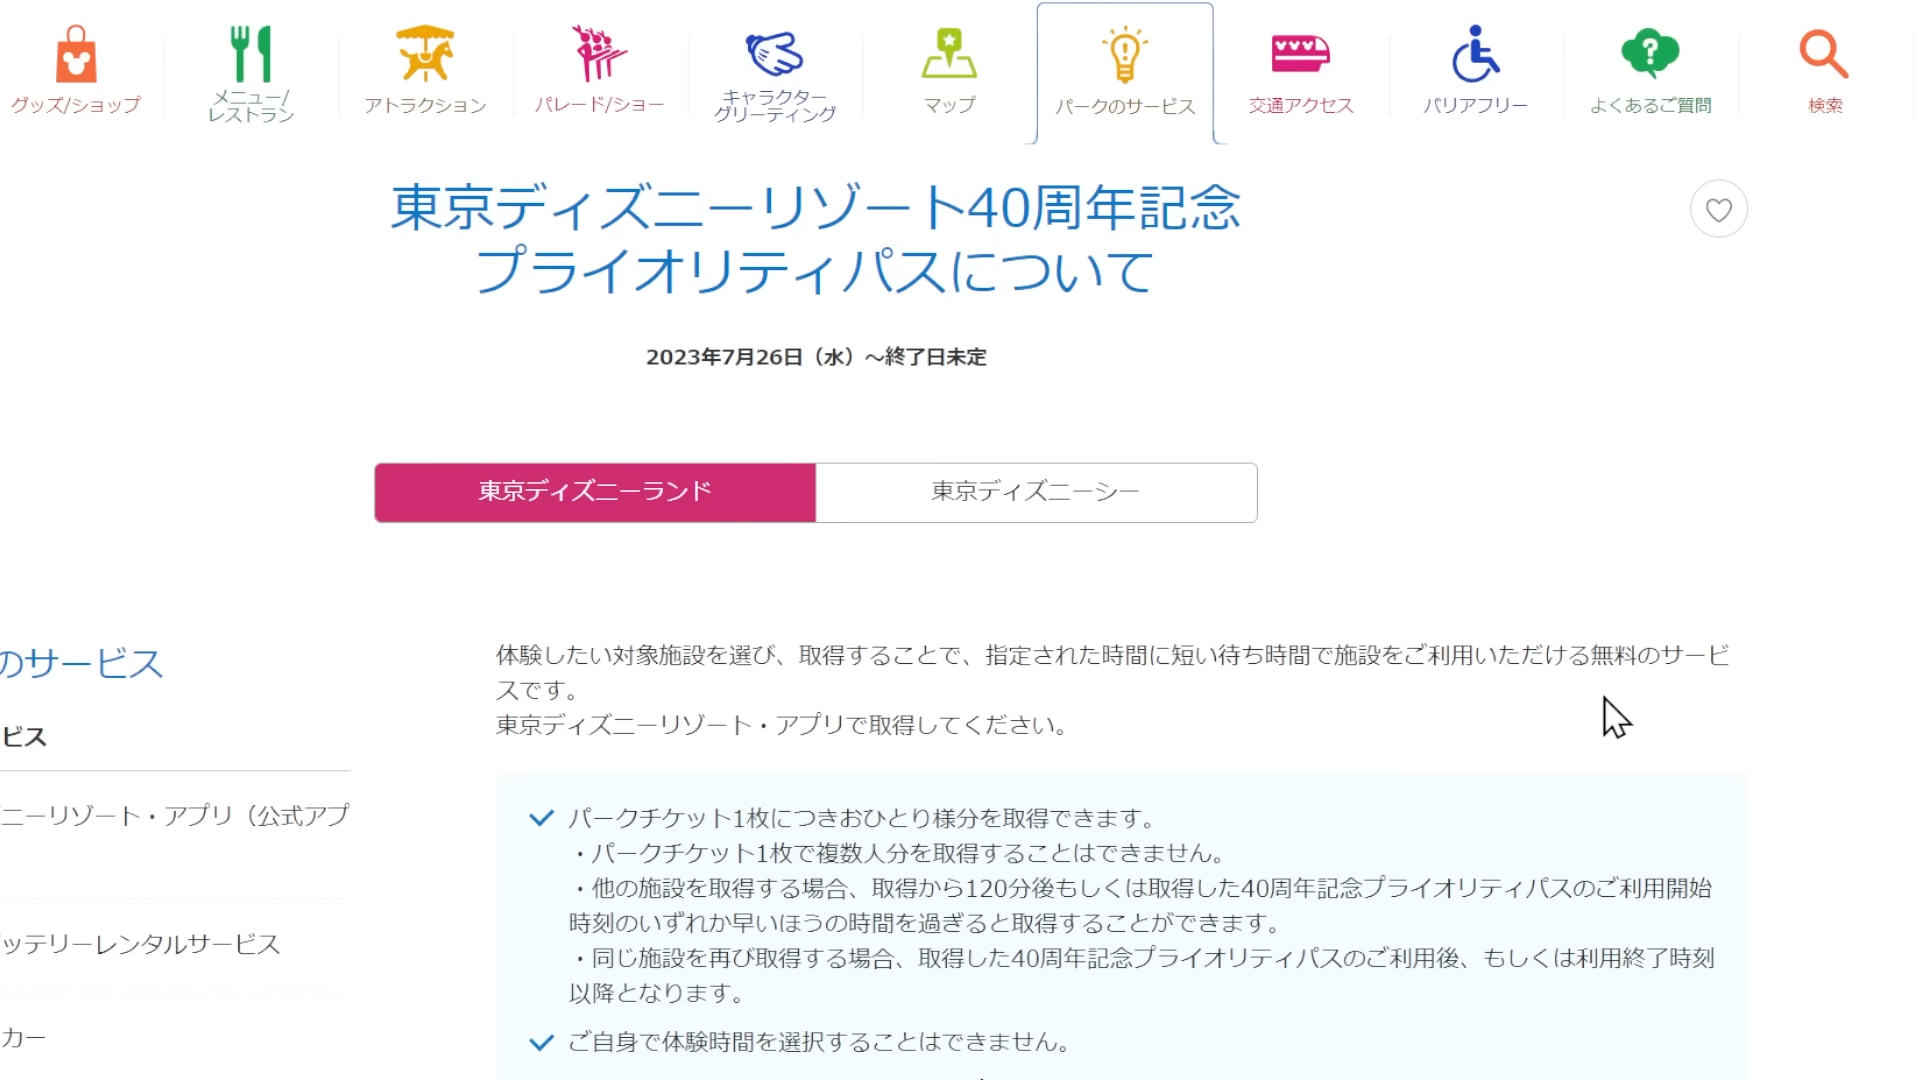 グッズ/ショップ
メニュー/
レストラン
アトラクション
パレード/ショー
キャラクター
グリーティング
マップ
パークのサービス
交通アクセス
バリアフリー
よくあるご質問
検索
東京ディズニーリゾート40周年記念
プライオリティパスについて
2023年7月26日（水）～終了日未定
東京ディズニーランド
東京ディズニーシー
のサービス
ビス
ニーリゾート・アプリ（公式アプ
ッテリーレンタルサービス
カー
体験したい対象施設を選び、取得することで、指定された時間に短い待ち時間で施設をご利用いただける無料のサービ
スです。
東京ディズニーリゾート・アプリで取得してください。
パークチケット1枚につきおひとり様分を取得できます。
・パークチケット1枚で複数人分を取得することはできません。
・他の施設を取得する場合、取得から120分後もしくは取得した40周年記念プライオリティパスのご利用開始
時刻のいずれか早いほうの時間を過ぎると取得することができます。
・同じ施設を再び取得する場合、取得した40周年記念プライオリティパスのご利用後、もしくは利用終了時刻
以降となります。
ご自身で体験時間を選択することはできません。